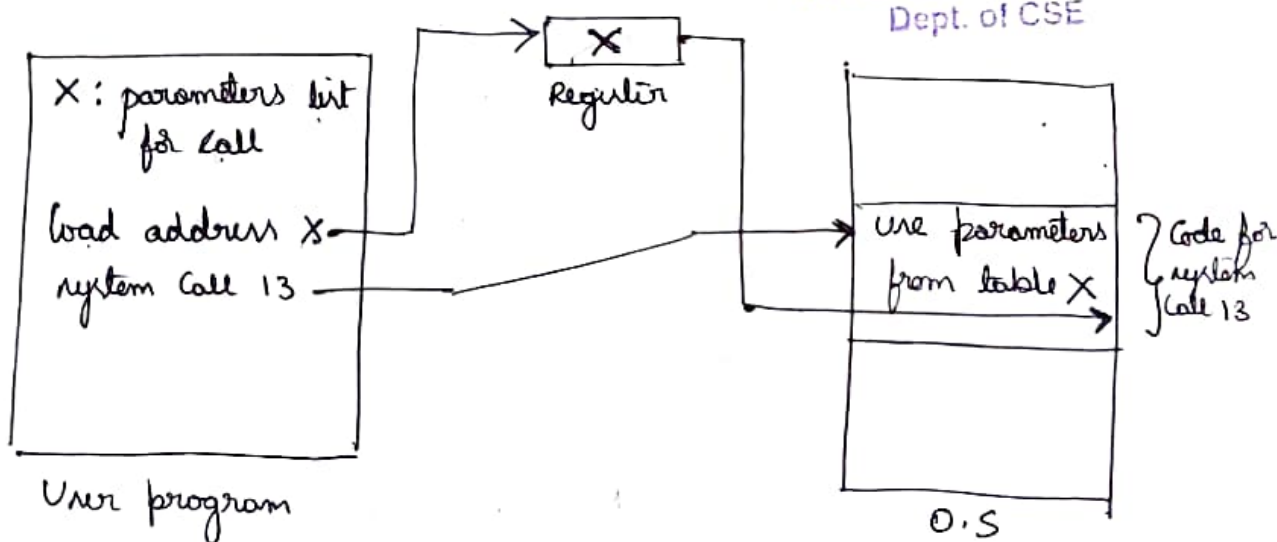 Dept. of CSE
X
Register
X : parameters list
for call
load address X
system Call 13
User program
use parameters
from table X
Code for
system
Call 13
O.S